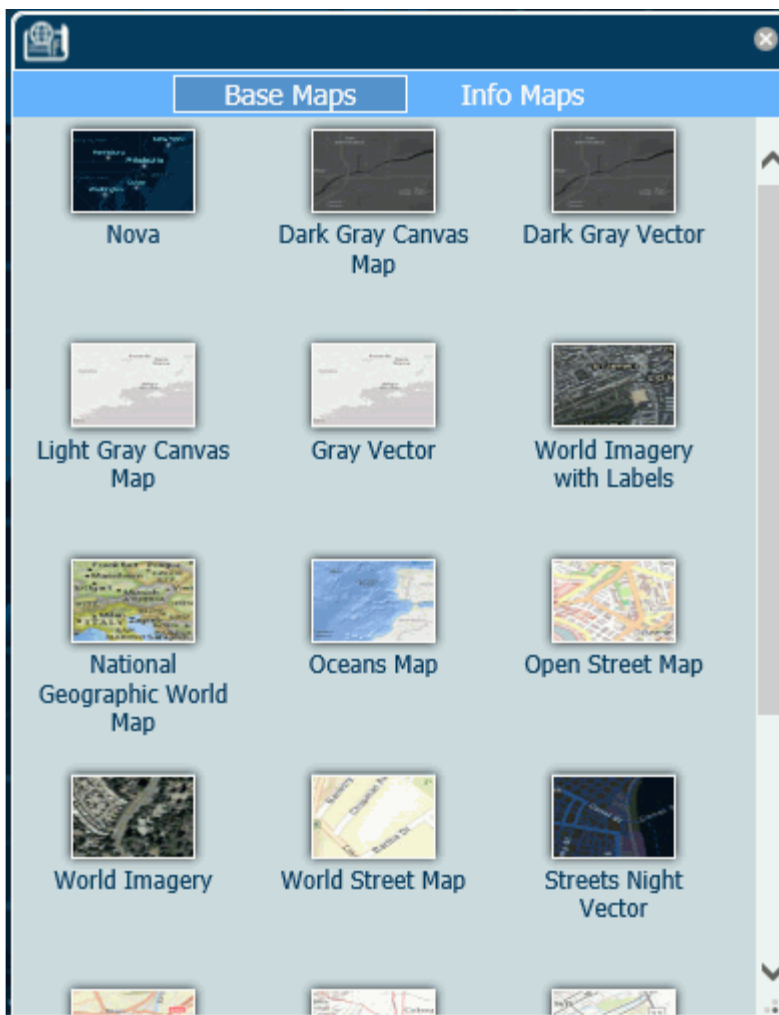 Base Maps Info Maps
Nova
Dark Gray Canvas
Map
Dark Gray Vector
Light Gray Canvas
Map
Gray Vector
World Imagery
with Labels
National
Geographic World
Map
Oceans Map
Open Street Map
World Imagery
World Street Map
Streets Night
Vector